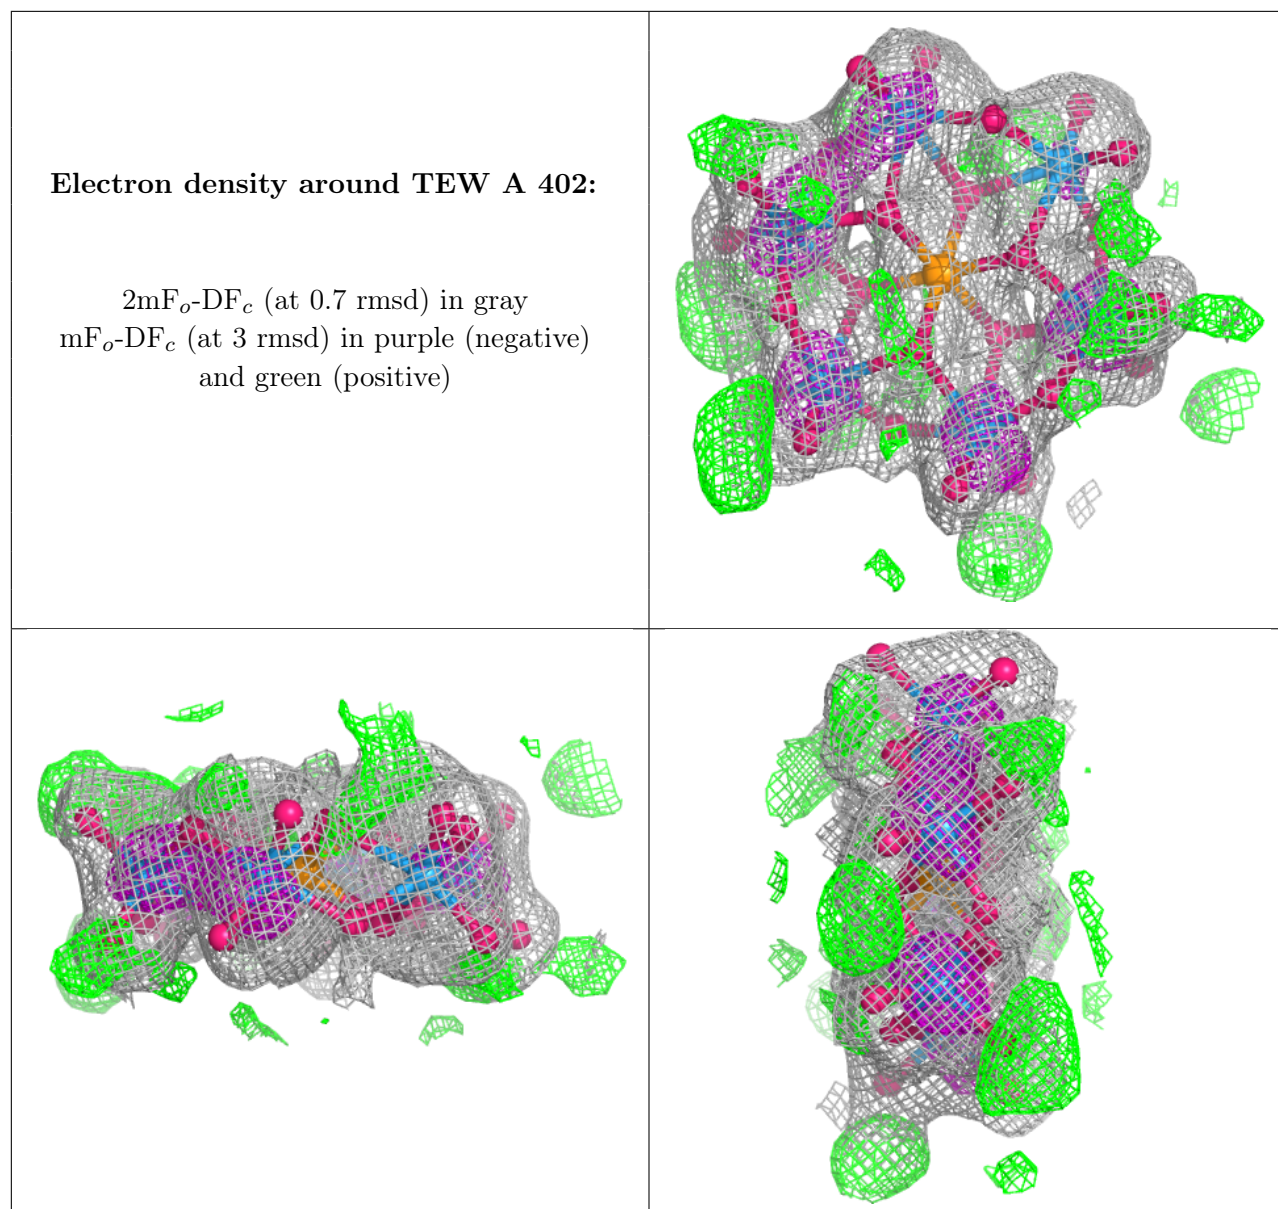 Electron density around TEW A 402:
2mFo-DFc (at 0.7 rmsd) in gray
mFo-DFc (at 3 rmsd) in purple (negative)
and green (positive)